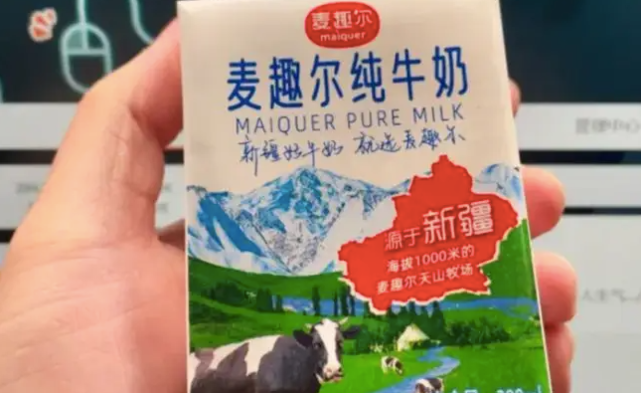 麦趣尔
maiquer
麦趣尔纯牛奶
MAIQUER PURE MILK
新疆好牛奶 就选麦趣尔
源于新疆
海拔1000米的
麦趣尔天山牧场